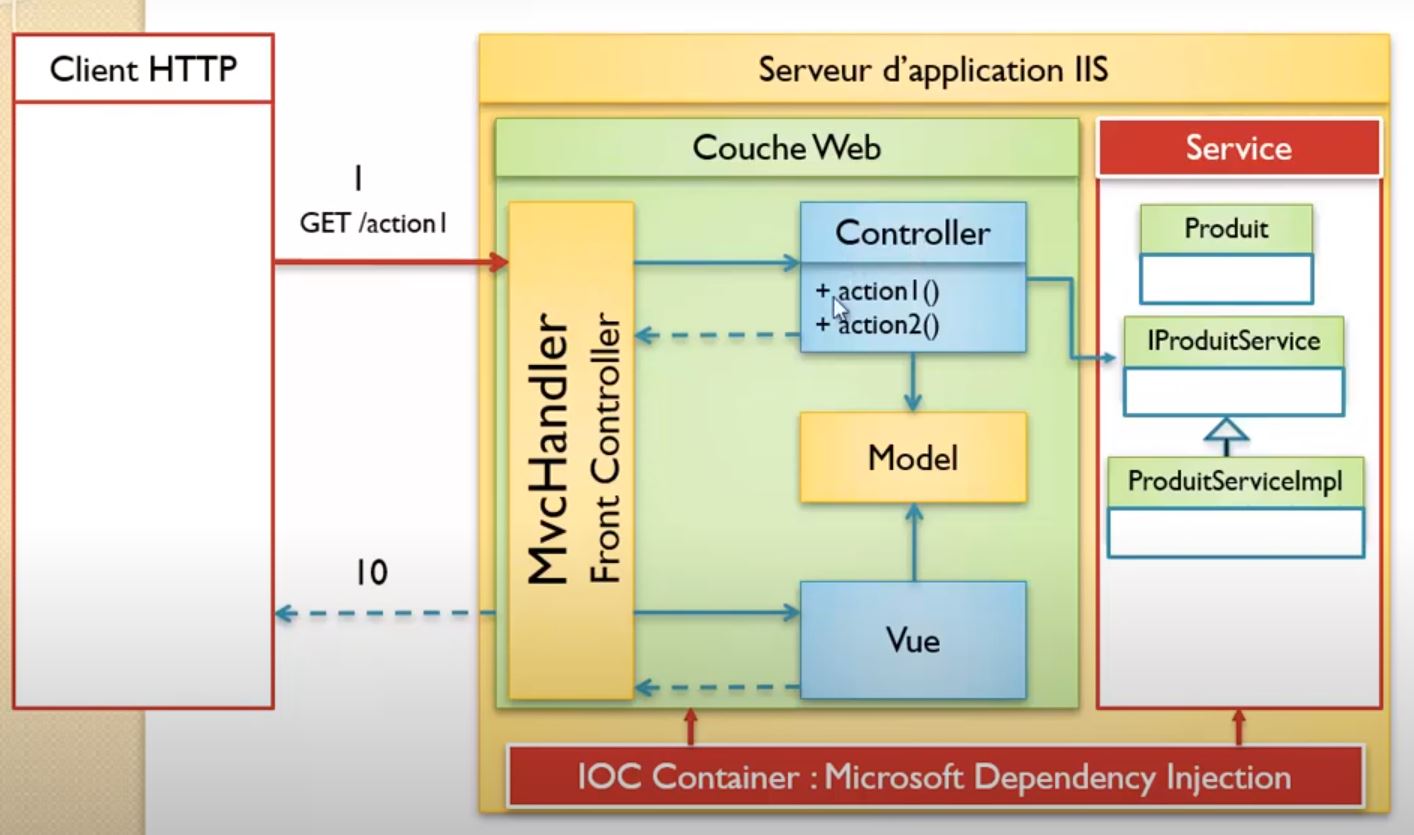 Client HTTP
Serveur d'application IIS
Couche Web
Service
1
GET /action1
MvcHandler
Front Controller
Controller
+ action1()
+ action2()
Model
Vue
Produit
IProduitService
ProduitServiceImpl
10
IOC Container : Microsoft Dependency Injection